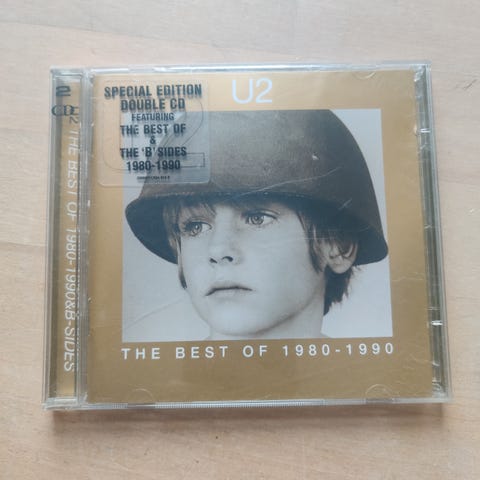 U2
SPECIAL EDITION
DOUBLE CD
FEATURING
THE BEST OF
&
THE 'B' SIDES
1980-1990
THE BEST OF 1980-1990
2
CD
U2 THE BEST OF 1980-1990&B-SIDES